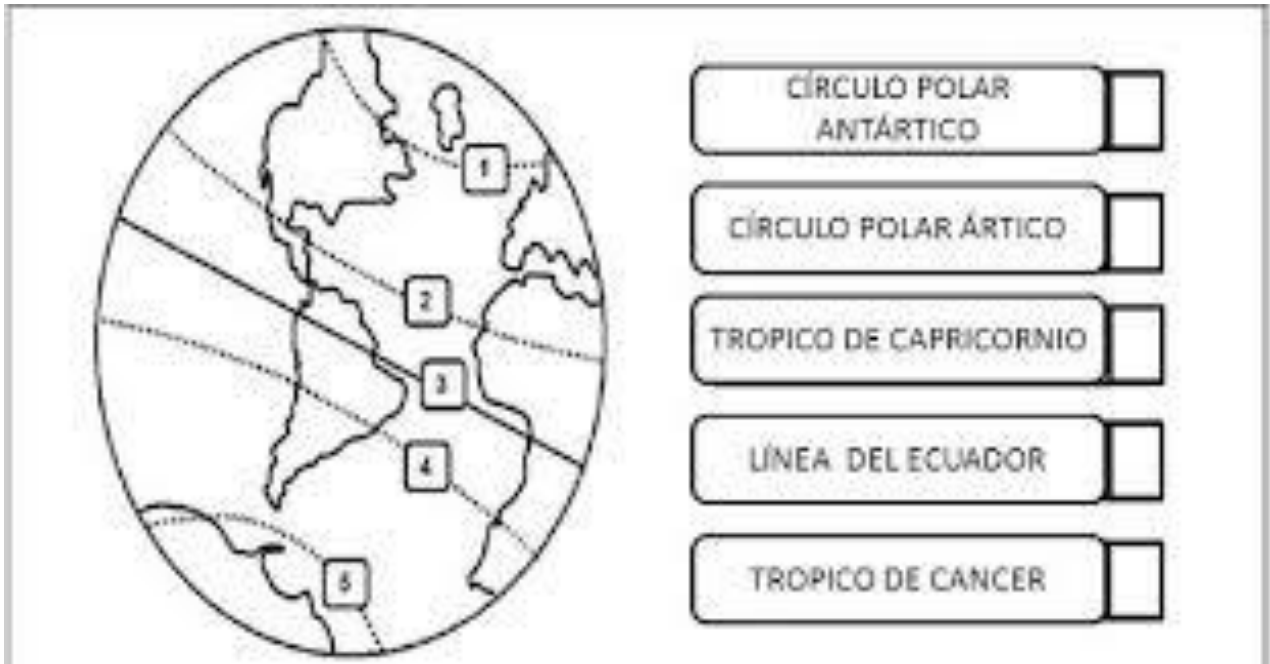 CÍRCULO POLAR
ANTÁRTICO
1
CÍRCULO POLAR ÁRTICO
2
TROPICO DE CAPRICORNIO
3
4
LÍNEA DEL ECUADOR
5
TROPICO DE CANCER